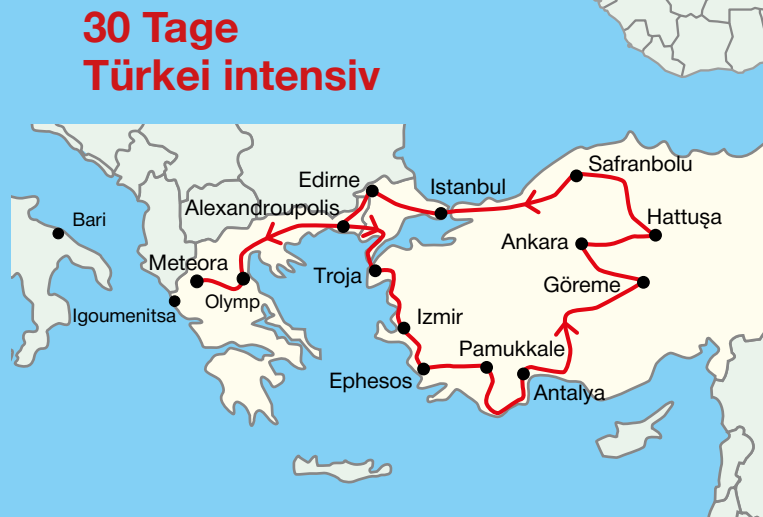 30 Tage
Türkei intensiv
Safranbolu
Edirne
Istanbul
Alexandroupolis
Bari
Hattuşa
Ankara
Meteora
Troja
Göreme
Olymp
Igoumenitsa
Izmir
Pamukkale
Ephesos
Antalya